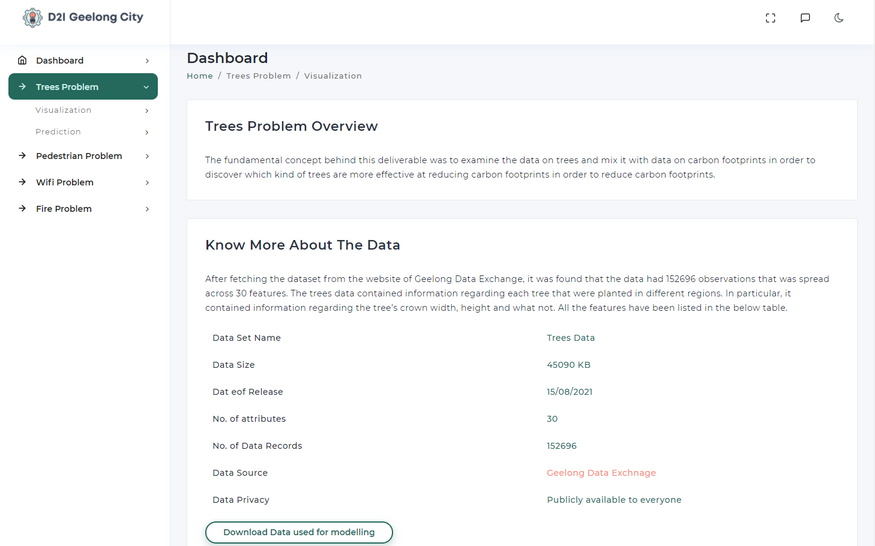 D2I Geelong City
Dashboard
Trees Problem
Visualization
Prediction
Pedestrian Problem
Wifi Problem
Fire Problem
Dashboard
Home / Trees Problem / Visualization
Trees Problem Overview
The fundamental concept behind this deliverable was to examine the data on trees and mix it with data on carbon footprints in order to
discover which kind of trees are more effective at reducing carbon footprints in order to reduce carbon footprints.
Know More About The Data
After fetching the dataset from the website of Geelong Data Exchange, it was found that the data had 152696 observations that was spread
across 30 features. The trees data contained information regarding each tree that were planted in different regions. In particular, it
contained information regarding the tree's crown width, height and what not. All the features have been listed in the below table.
Data Set Name Trees Data
Data Size 45090 KB
Dat eof Release 15/08/2021
No. of attributes 30
No. of Data Records 152696
Data Source Geelong Data Exchnage
Data Privacy Publicly available to everyone
Download Data used for modelling